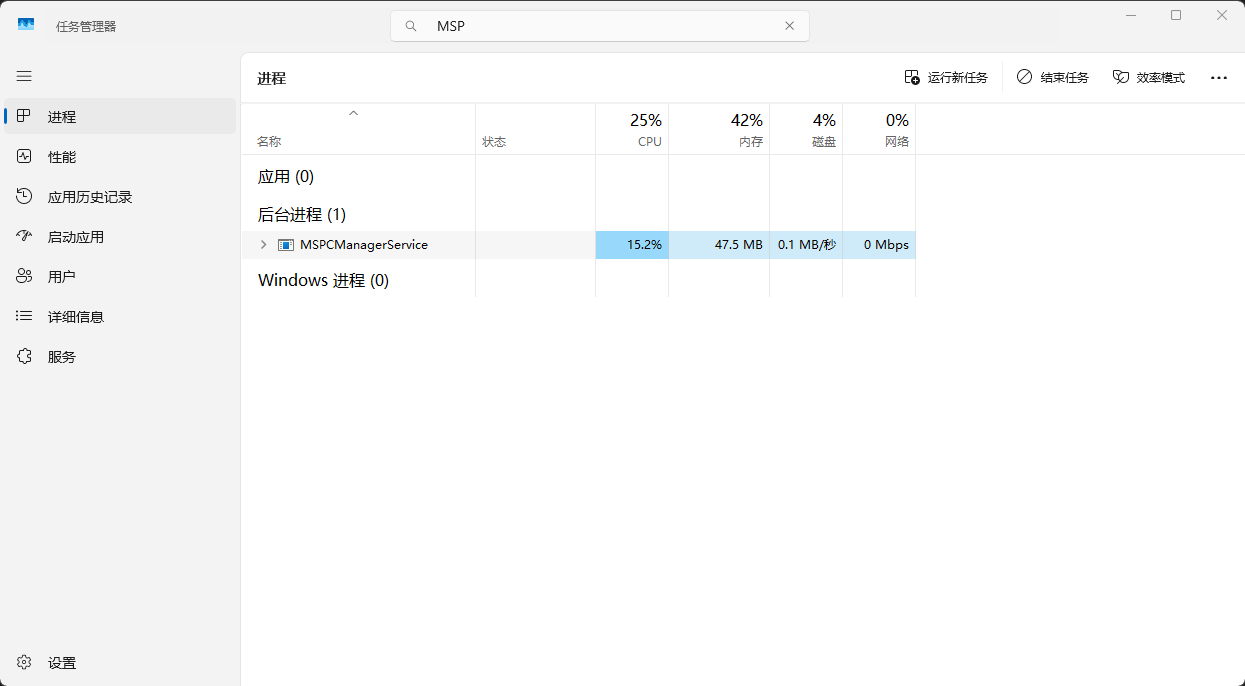 任务管理器
MSP
进程
运行新任务
结束任务
效率模式
进程
性能
应用历史记录
启动应用
用户
详细信息
服务
设置
名称 状态 25% CPU 42% 内存 4% 磁盘 0% 网络
应用 (0)
后台进程 (1)
MSPCManagerService 15.2% 47.5 MB 0.1 MB/秒 0 Mbps
Windows 进程 (0)